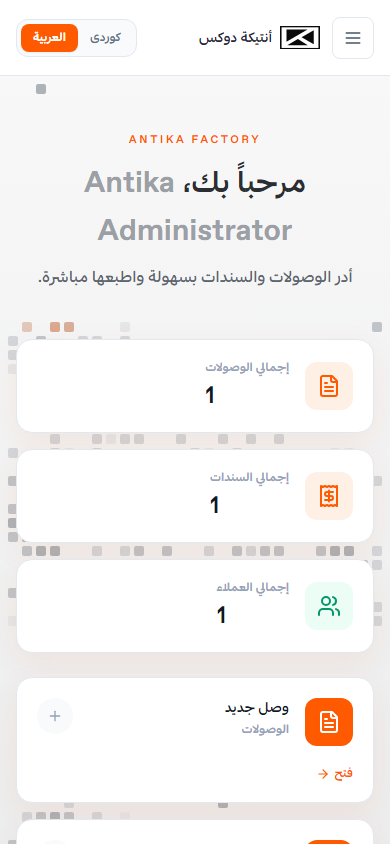 أنتيكة دوكس
كوردی
العربية
ANTIKA FACTORY
مرحباً بك، Antika
Administrator
أدر الوصولات والسندات بسهولة واطبعها مباشرة.
إجمالي الوصولات
1
إجمالي السندات
1
إجمالي العملاء
1
وصل جديد
الوصولات
فتح